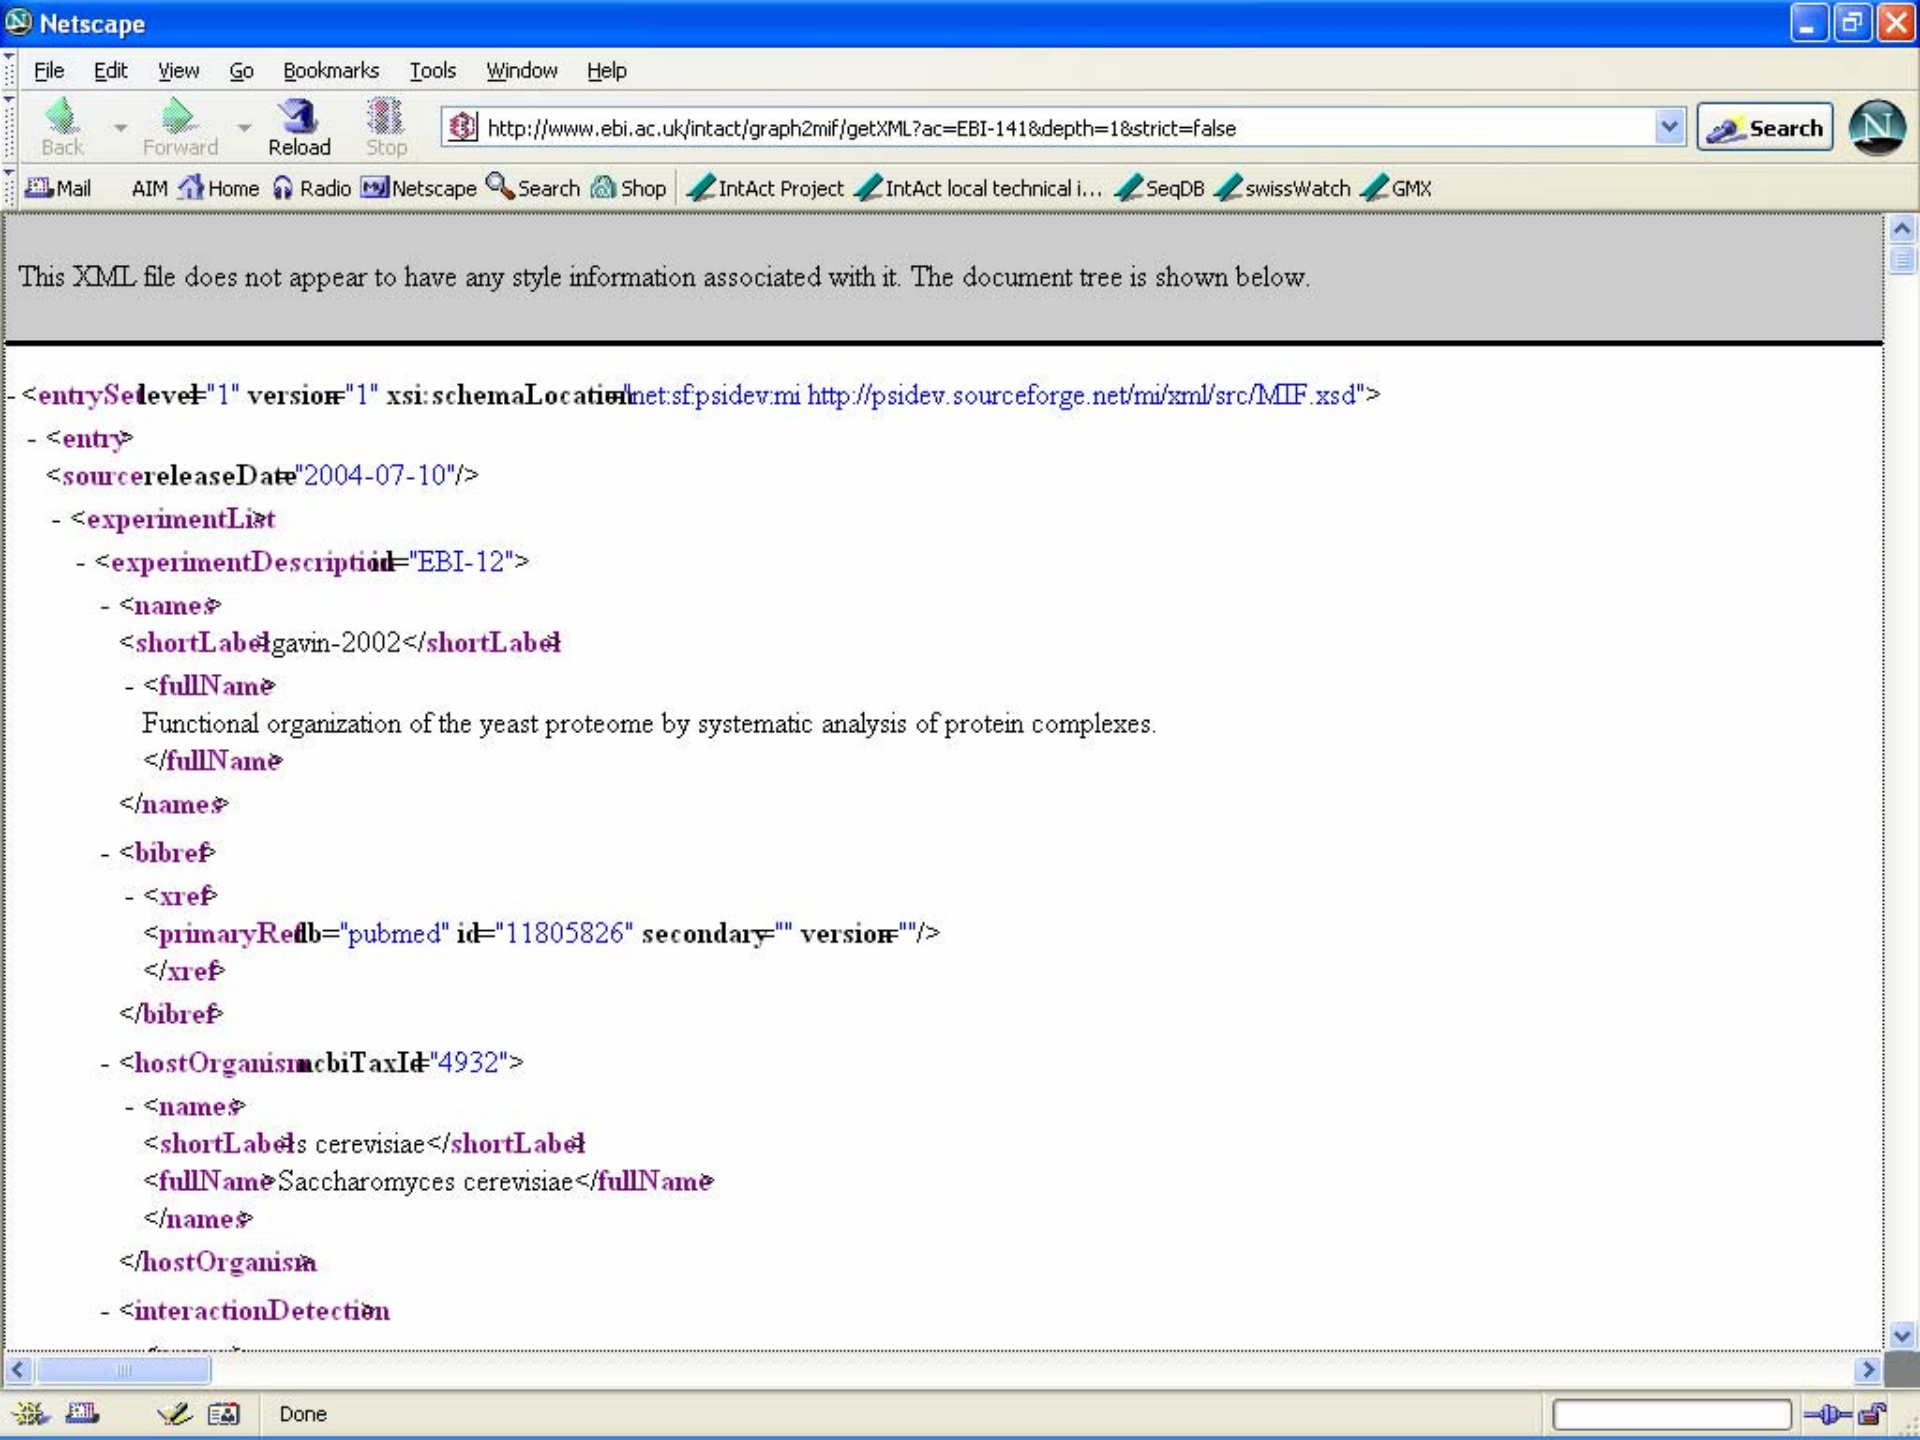 Netscape
File Edit View Go Bookmarks Tools Window Help
Back Forward Reload Stop http://www.ebi.ac.uk/intact/graph2mif/getXML?ac=EBI-141&depth=1&strict=false Search N
Mail AIM Home Radio my Netscape Search Shop IntAct Project IntAct local technical i... SeqDB swissWatch GMX
This XML file does not appear to have any style information associated with it. The document tree is shown below.
- <entrySet level="1" version="1" xsi:schemaLocation="net:sf:psidev:mi http://psidev.sourceforge.net/mi/xml/src/MIF.xsd">
- <entry>
<source releaseDate="2004-07-10"/>
- <experimentList>
- <experimentDescription id="EBI-12">
- <names>
<shortLabel>gavin-2002</shortLabel>
- <fullName>
Functional organization of the yeast proteome by systematic analysis of protein complexes.
</fullName>
</names>
- <bibref>
- <xref>
<primaryRef db="pubmed" id="11805826" secondary="" version=""/>
</xref>
</bibref>
- <hostOrganism ncbiTaxId="4932">
- <names>
<shortLabel>s cerevisiae</shortLabel>
<fullName>Saccharomyces cerevisiae</fullName>
</names>
</hostOrganism>
- <interactionDetection>
Done